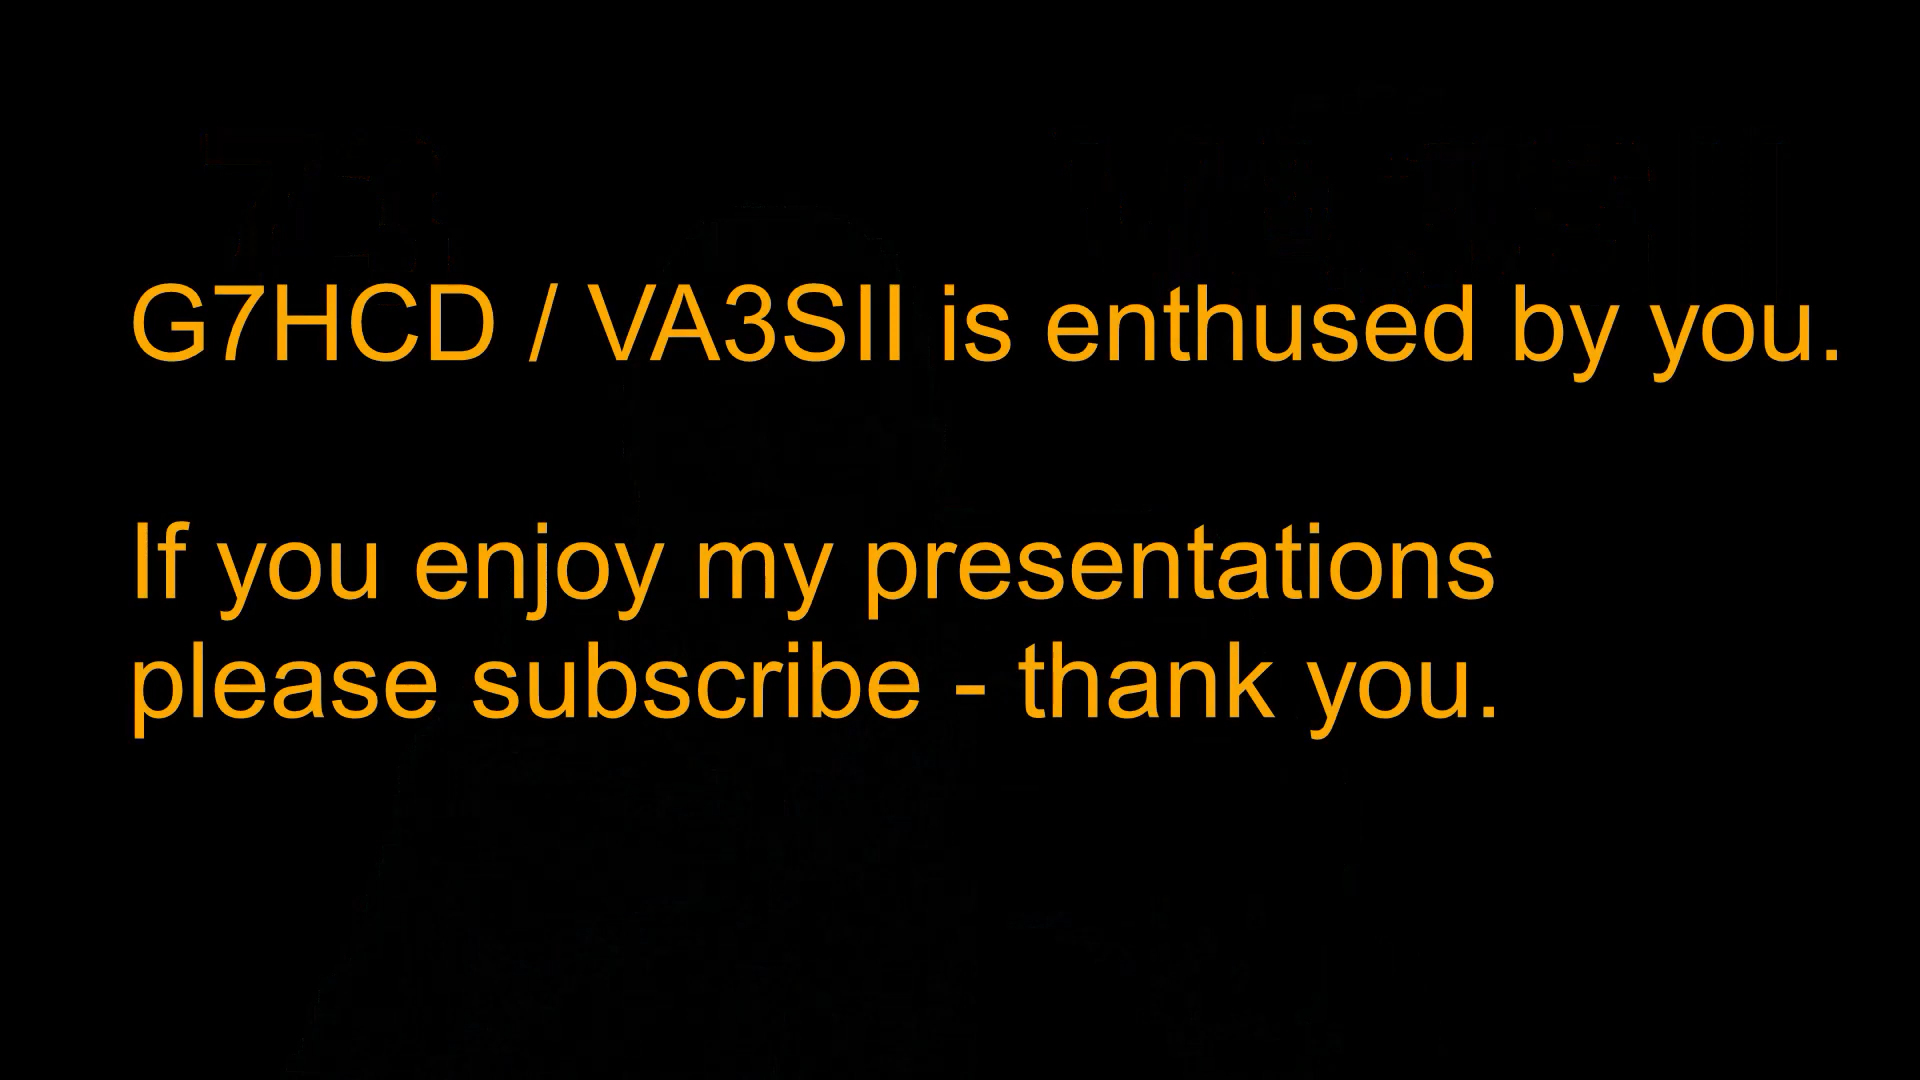 G7HCD / VA3SII is enthused by you.
If you enjoy my presentations
please subscribe - thank you.